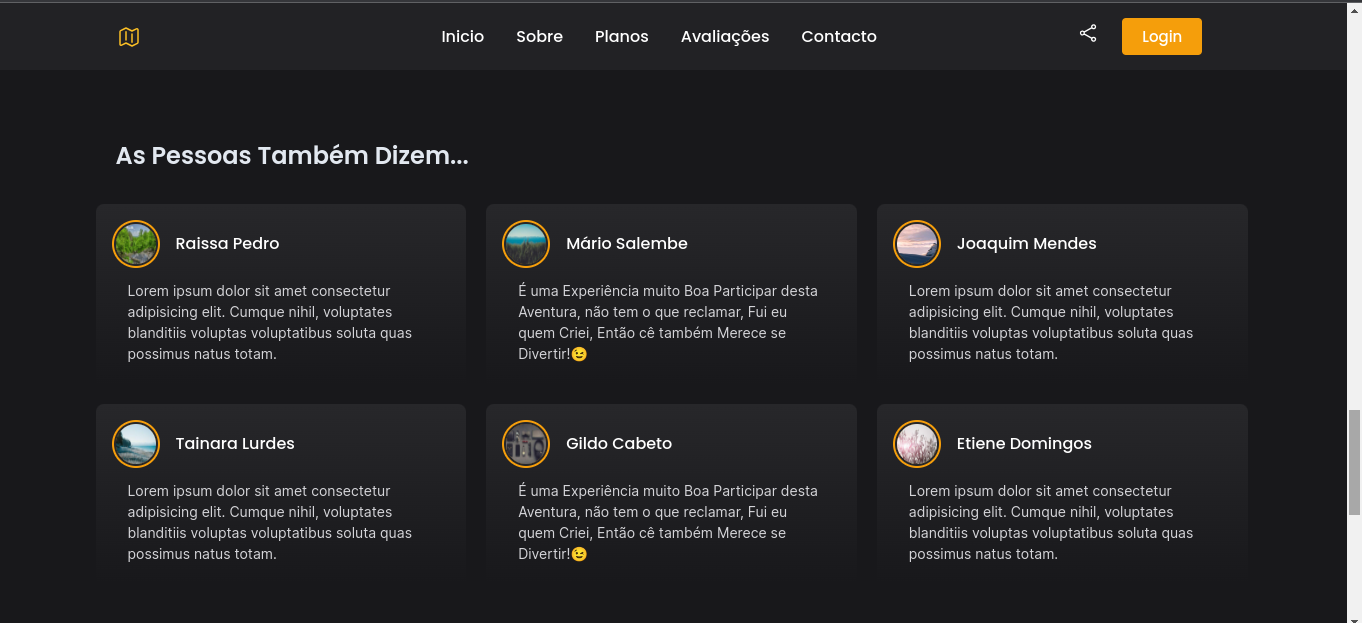 Inicio Sobre Planos Avaliações Contacto Login
As Pessoas Também Dizem...
Raissa Pedro
Lorem ipsum dolor sit amet consectetur
adipisicing elit. Cumque nihil, voluptates
blanditiis voluptas voluptatibus soluta quas
possimus natus totam.
Mário Salembe
É uma Experiência muito Boa Participar desta
Aventura, não tem o que reclamar, Fui eu
quem Criei, Então cê também Merece se
Divertir!😉
Joaquim Mendes
Lorem ipsum dolor sit amet consectetur
adipisicing elit. Cumque nihil, voluptates
blanditiis voluptas voluptatibus soluta quas
possimus natus totam.
Tainara Lurdes
Lorem ipsum dolor sit amet consectetur
adipisicing elit. Cumque nihil, voluptates
blanditiis voluptas voluptatibus soluta quas
possimus natus totam.
Gildo Cabeto
É uma Experiência muito Boa Participar desta
Aventura, não tem o que reclamar, Fui eu
quem Criei, Então cê também Merece se
Divertir!😉
Etiene Domingos
Lorem ipsum dolor sit amet consectetur
adipisicing elit. Cumque nihil, voluptates
blanditiis voluptas voluptatibus soluta quas
possimus natus totam.